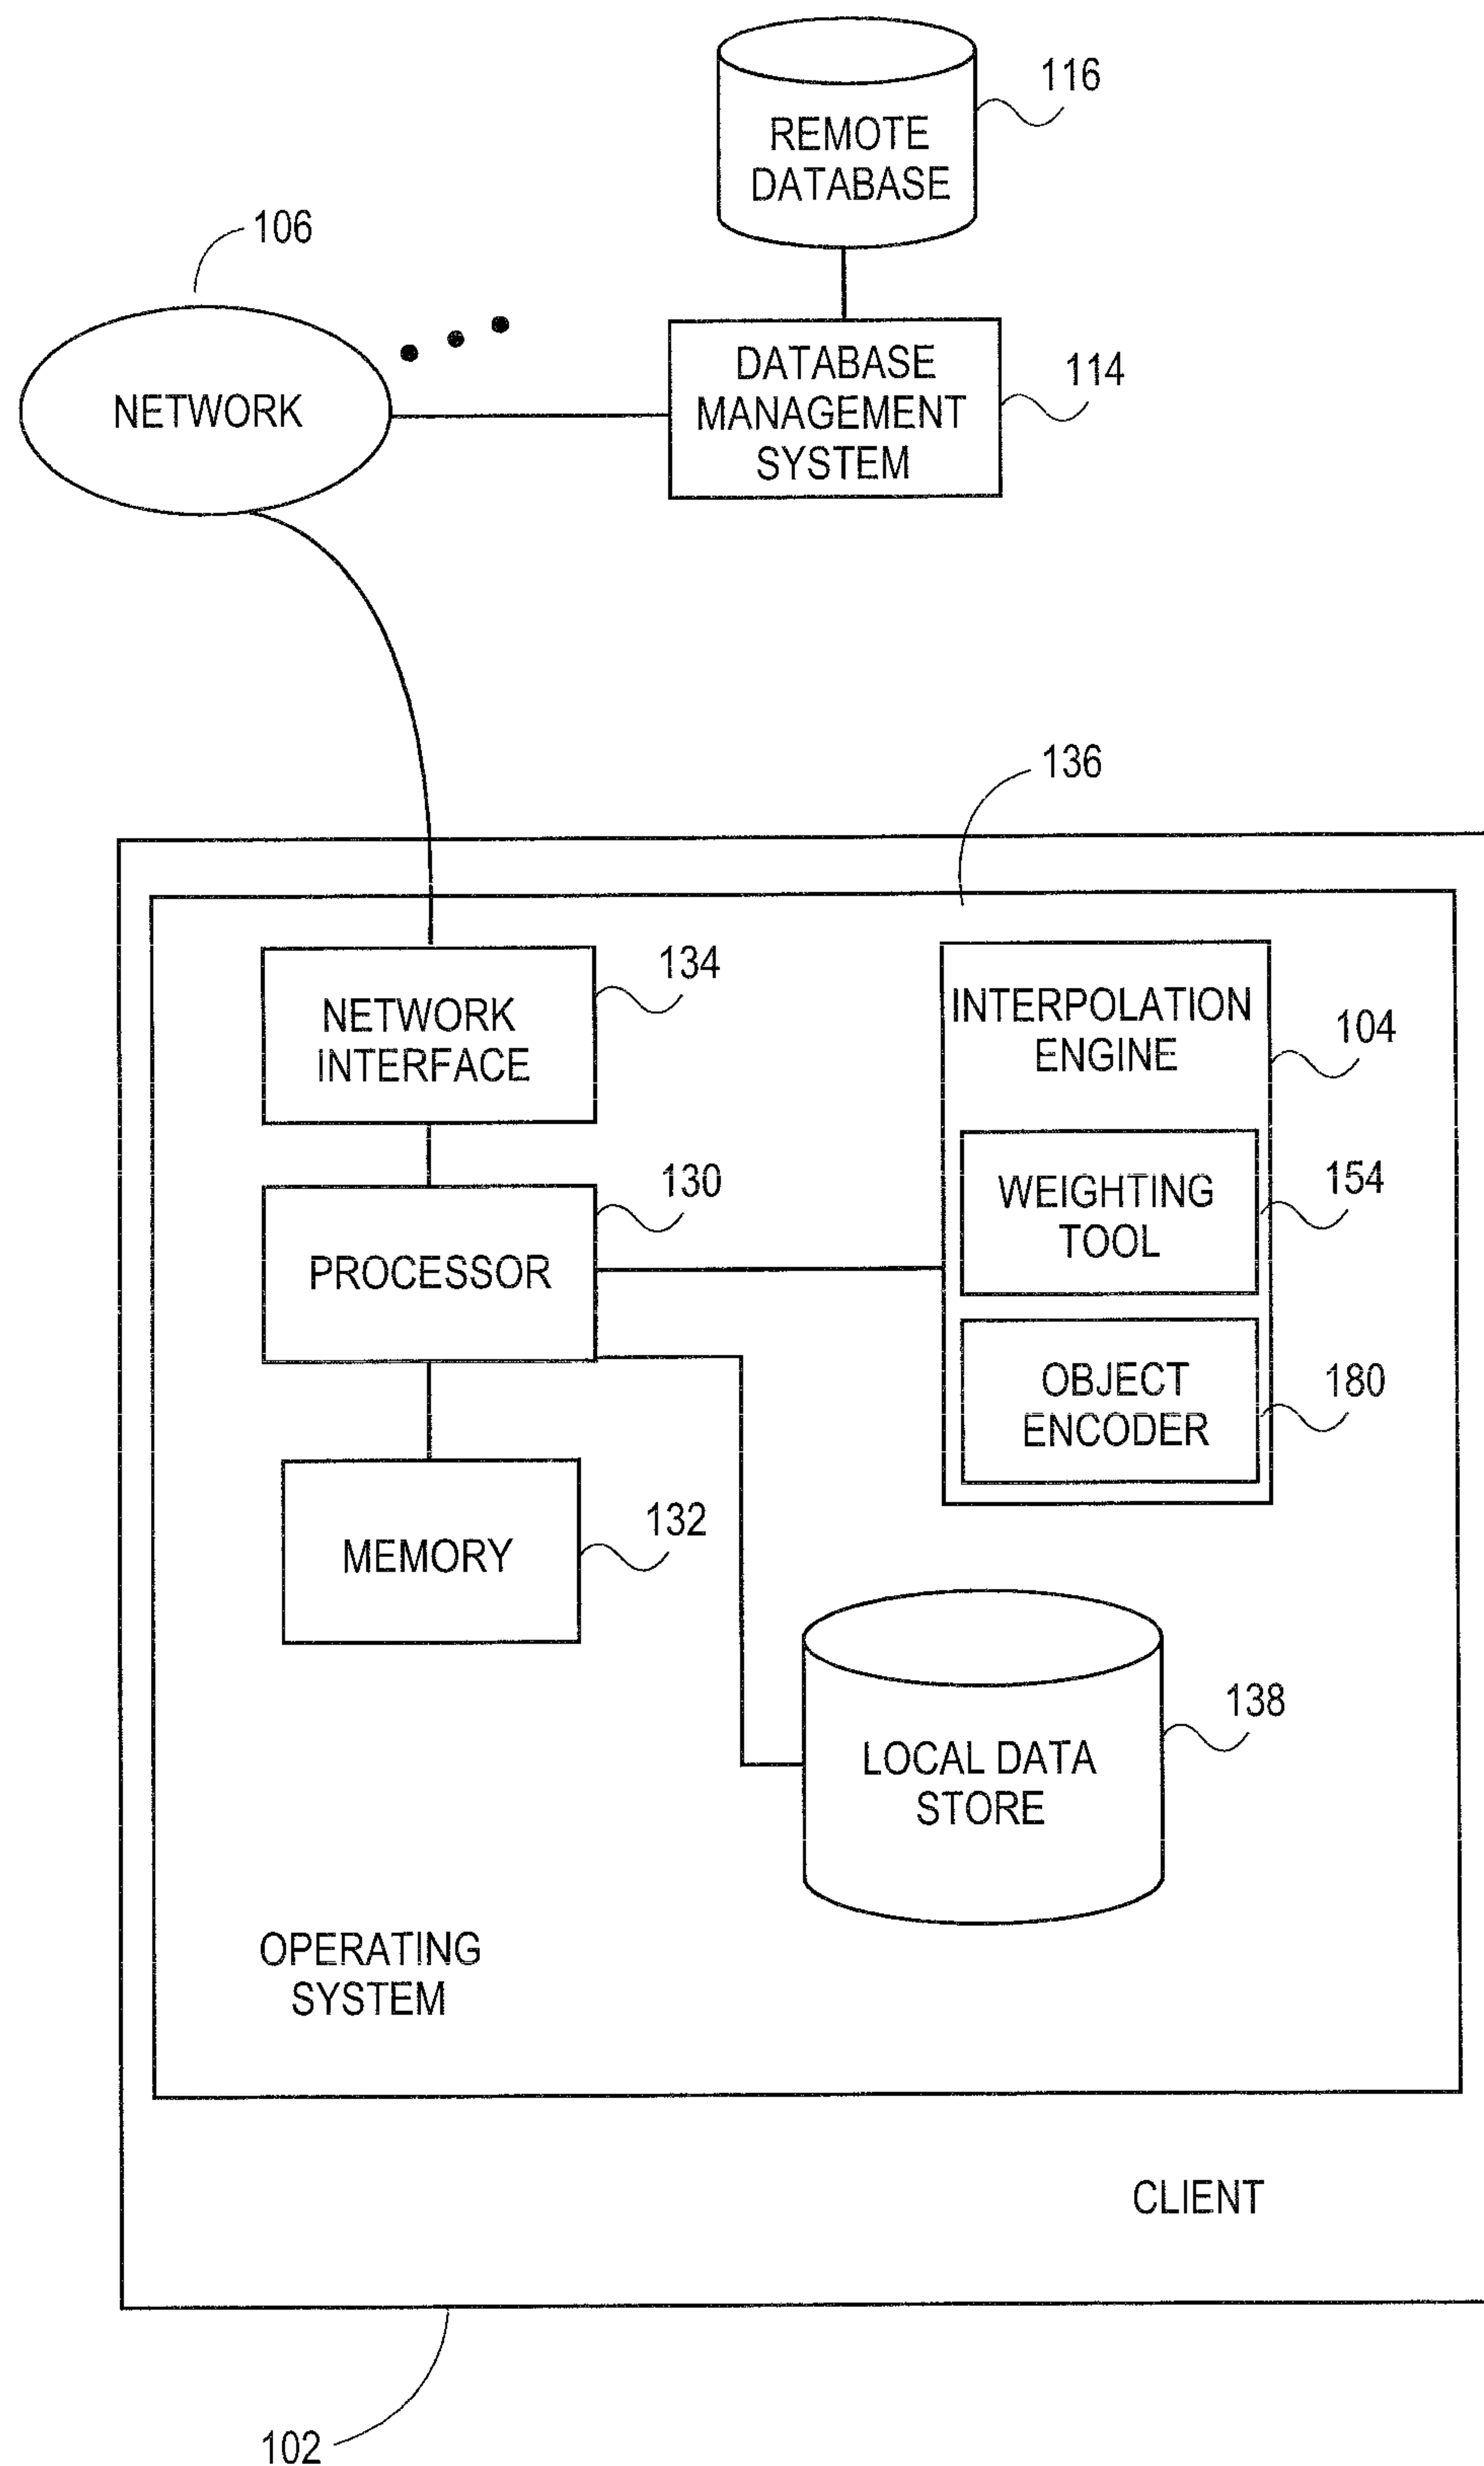 116
REMOTE
DATABASE
106
DATABASE
MANAGEMENT
SYSTEM
114
NETWORK
136
134
NETWORK
INTERFACE
INTERPOLATION
ENGINE
104
130
PROCESSOR
WEIGHTING
TOOL
154
OBJECT
ENCODER
180
132
MEMORY
138
LOCAL DATA
STORE
OPERATING
SYSTEM
CLIENT
102